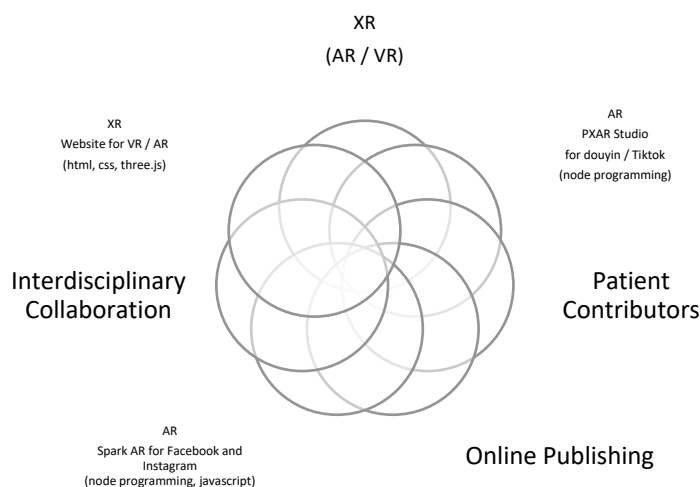 XR
(AR / VR)
XR
Website for VR / AR
(html, css, three.js)
AR
PXAR Studio
for douyin / Tiktok
(node programming)
Interdisciplinary
Collaboration
Patient
Contributors
AR
Spark AR for Facebook and
Instagram
(node programming, javascript)
Online Publishing